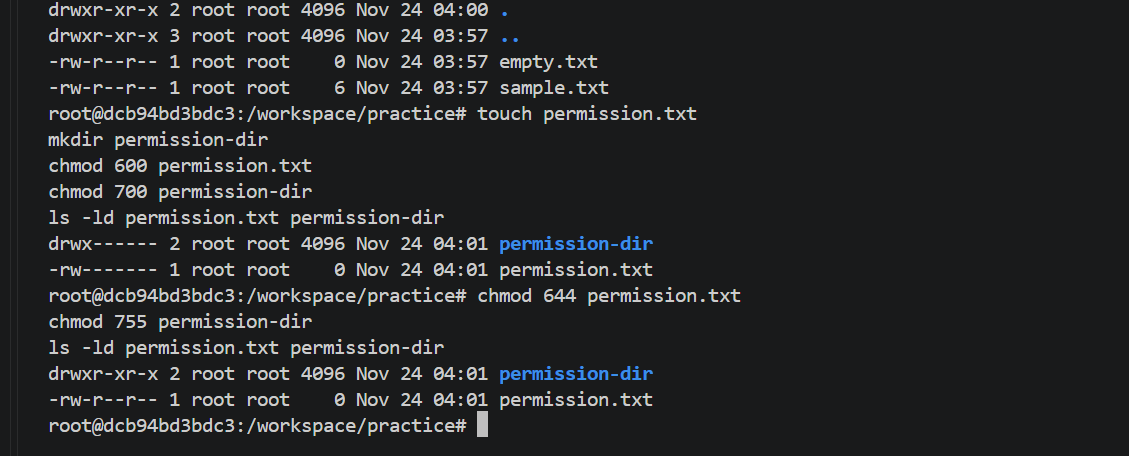 drwxr-xr-x 2 root root 4096 Nov 24 04:00 .
drwxr-xr-x 3 root root 4096 Nov 24 03:57 ..
-rw-r--r-- 1 root root    0 Nov 24 03:57 empty.txt
-rw-r--r-- 1 root root    6 Nov 24 03:57 sample.txt
root@dcb94bd3bdc3:/workspace/practice# touch permission.txt
mkdir permission-dir
chmod 600 permission.txt
chmod 700 permission-dir
ls -ld permission.txt permission-dir
drwx------ 2 root root 4096 Nov 24 04:01 permission-dir
-rw------- 1 root root    0 Nov 24 04:01 permission.txt
root@dcb94bd3bdc3:/workspace/practice# chmod 644 permission.txt
chmod 755 permission-dir
ls -ld permission.txt permission-dir
drwxr-xr-x 2 root root 4096 Nov 24 04:01 permission-dir
-rw-r--r-- 1 root root    0 Nov 24 04:01 permission.txt
root@dcb94bd3bdc3:/workspace/practice#